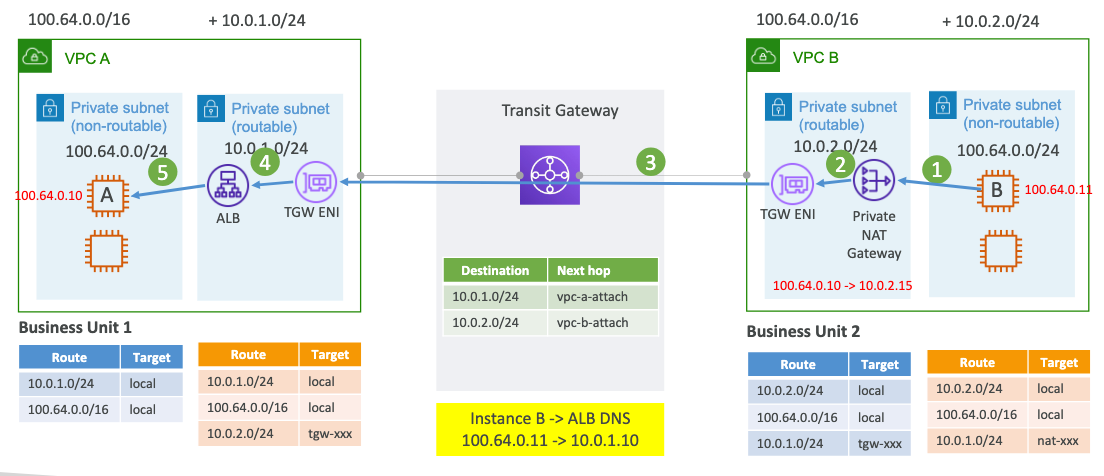 100.64.0.0/16 + 10.0.1.0/24
VPC A
Private subnet
(non-routable)
100.64.0.0/24
Private subnet
(routable)
10.0.1.0/24
5
4
100.64.0.10
A
ALB
TGW ENI
Business Unit 1
Route Target
10.0.1.0/24 local
100.64.0.0/16 local
Route Target
10.0.1.0/24 local
100.64.0.0/16 local
10.0.2.0/24 tgw-xxx
Transit Gateway
3
Destination Next hop
10.0.1.0/24 vpc-a-attach
10.0.2.0/24 vpc-b-attach
Instance B -> ALB DNS
100.64.0.11 -> 10.0.1.10
100.64.0.0/16 + 10.0.2.0/24
VPC B
Private subnet
(routable)
10.0.2.0/24
Private subnet
(non-routable)
100.64.0.0/24
2
1
TGW ENI
Private
NAT
Gateway
B
100.64.0.11
100.64.0.10 -> 10.0.2.15
Business Unit 2
Route Target
10.0.2.0/24 local
100.64.0.0/16 local
10.0.1.0/24 tgw-xxx
Route Target
10.0.2.0/24 local
100.64.0.0/16 local
10.0.1.0/24 nat-xxx